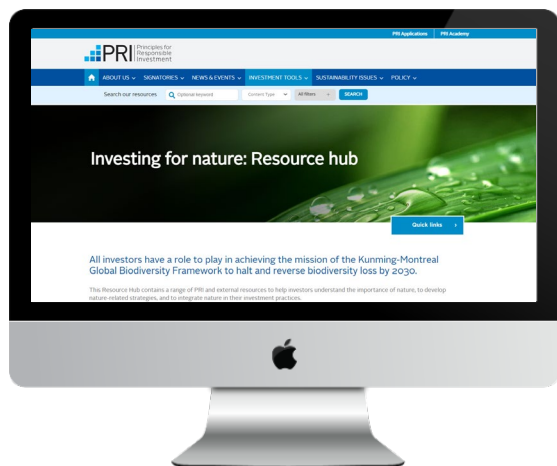 PRI Applications PRI Academy
PRI Principles for
Responsible
Investment
ABOUT US SIGNATORIES NEWS & EVENTS INVESTMENT TOOLS SUSTAINABILITY ISSUES POLICY
Search our resources Optional Keyword Content Type All filters + SEARCH
Investing for nature: Resource hub
Quick links
All investors have a role to play in achieving the mission of the Kunming-Montreal
Global Biodiversity Framework to halt and reverse biodiversity loss by 2030.
This Resource Hub contains a range of PRI and external resources to help investors understand the importance of nature, to develop
nature-related strategies, and to integrate nature in their investment practices.